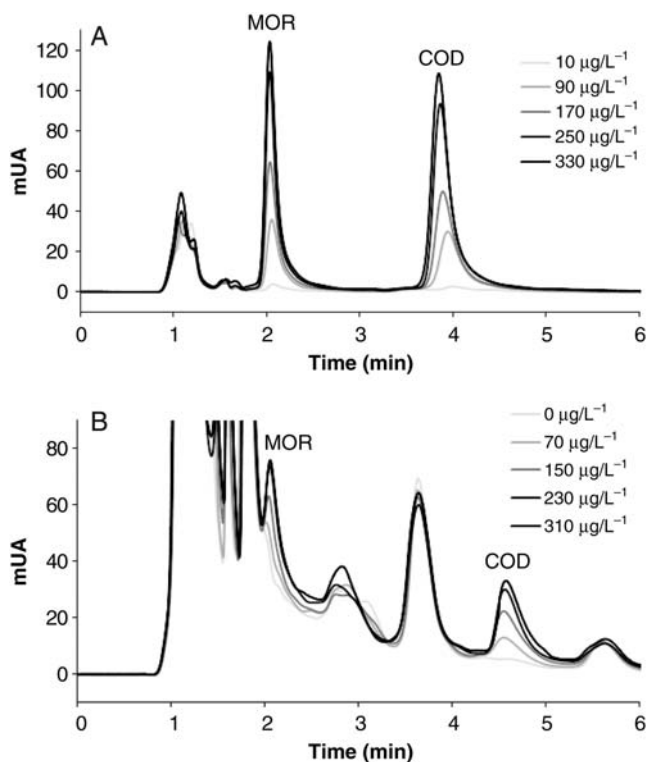 A
MOR
COD
10 µg/L⁻¹
90 µg/L⁻¹
170 µg/L⁻¹
250 µg/L⁻¹
330 µg/L⁻¹
120
100
80
60
40
20
0
mUA
0 1 2 3 4 5 6
Time (min)
B
MOR
COD
0 µg/L⁻¹
70 µg/L⁻¹
150 µg/L⁻¹
230 µg/L⁻¹
310 µg/L⁻¹
80
60
40
20
0
mUA
0 1 2 3 4 5 6
Time (min)